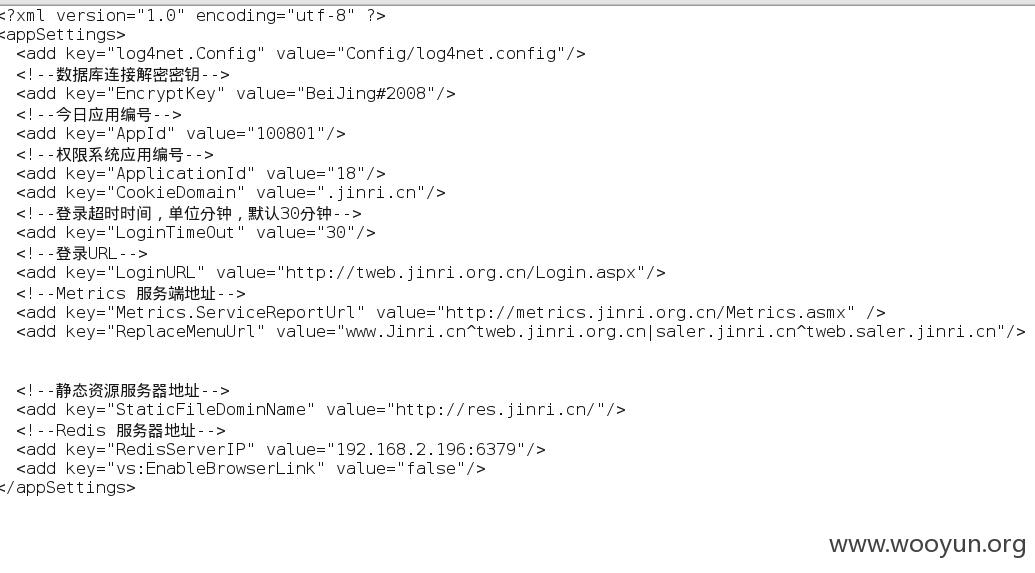 <?xml version="1.0" encoding="utf-8" ?>
<appSettings>
<add key="log4net.Config" value="Config/log4net.config"/>
<!--数据库连接解密密钥-->
<add key="EncryptKey" value="BeiJing#2008"/>
<!--今日应用编号-->
<add key="AppId" value="100801"/>
<!--权限系统应用编号-->
<add key="ApplicationId" value="18"/>
<add key="CookieDomain" value=".jinri.cn"/>
<!--登录超时时间，单位分钟，默认30分钟-->
<add key="LoginTimeOut" value="30"/>
<!--登录URL-->
<add key="LoginURL" value="http://tweb.jinri.org.cn/Login.aspx"/>
<!--Metrics 服务端地址-->
<add key="Metrics.ServiceReportUrl" value="http://metrics.jinri.org.cn/Metrics.asmx" />
<add key="ReplaceMenuUrl" value="www.Jinri.cn^tweb.jinri.org.cn|saler.jinri.cn^tweb.saler.jinri.cn"/>
<!--静态资源服务器地址-->
<add key="StaticFileDominName" value="http://res.jinri.cn/"/>
<!--Redis 服务器地址-->
<add key="RedisServerIP" value="192.168.2.196:6379"/>
<add key="vs:EnableBrowserLink" value="false"/>
</appSettings>
www.wooyun.org